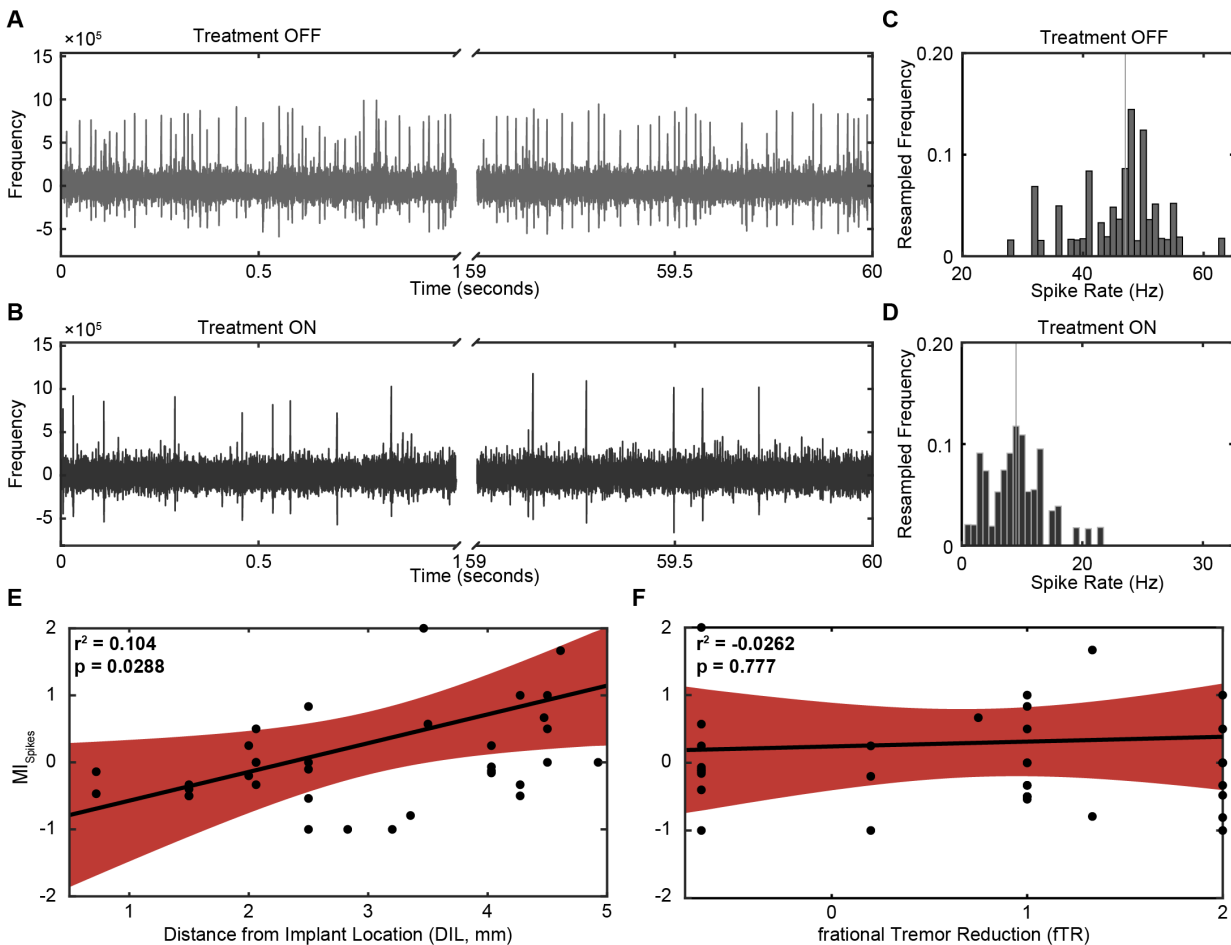 A
Treatment OFF
×10⁵
15
10
5
0
-5
Frequency
0
0.5
1
59
59.5
60
Time (seconds)
C
Treatment OFF
0.20
0.1
0
Resampled Frequency
20
40
60
Spike Rate (Hz)
B
Treatment ON
×10⁵
15
10
5
0
-5
Frequency
0
0.5
1
59
59.5
60
Time (seconds)
D
Treatment ON
0.20
0.1
0
Resampled Frequency
0
20
30
Spike Rate (Hz)
E
r² = 0.104
p = 0.0288
2
1
0
-1
-2
MI_Spikes
1
2
3
4
5
Distance from Implant Location (DIL, mm)
F
r² = -0.0262
p = 0.777
2
1
0
-1
-2
0
1
2
frational Tremor Reduction (fTR)